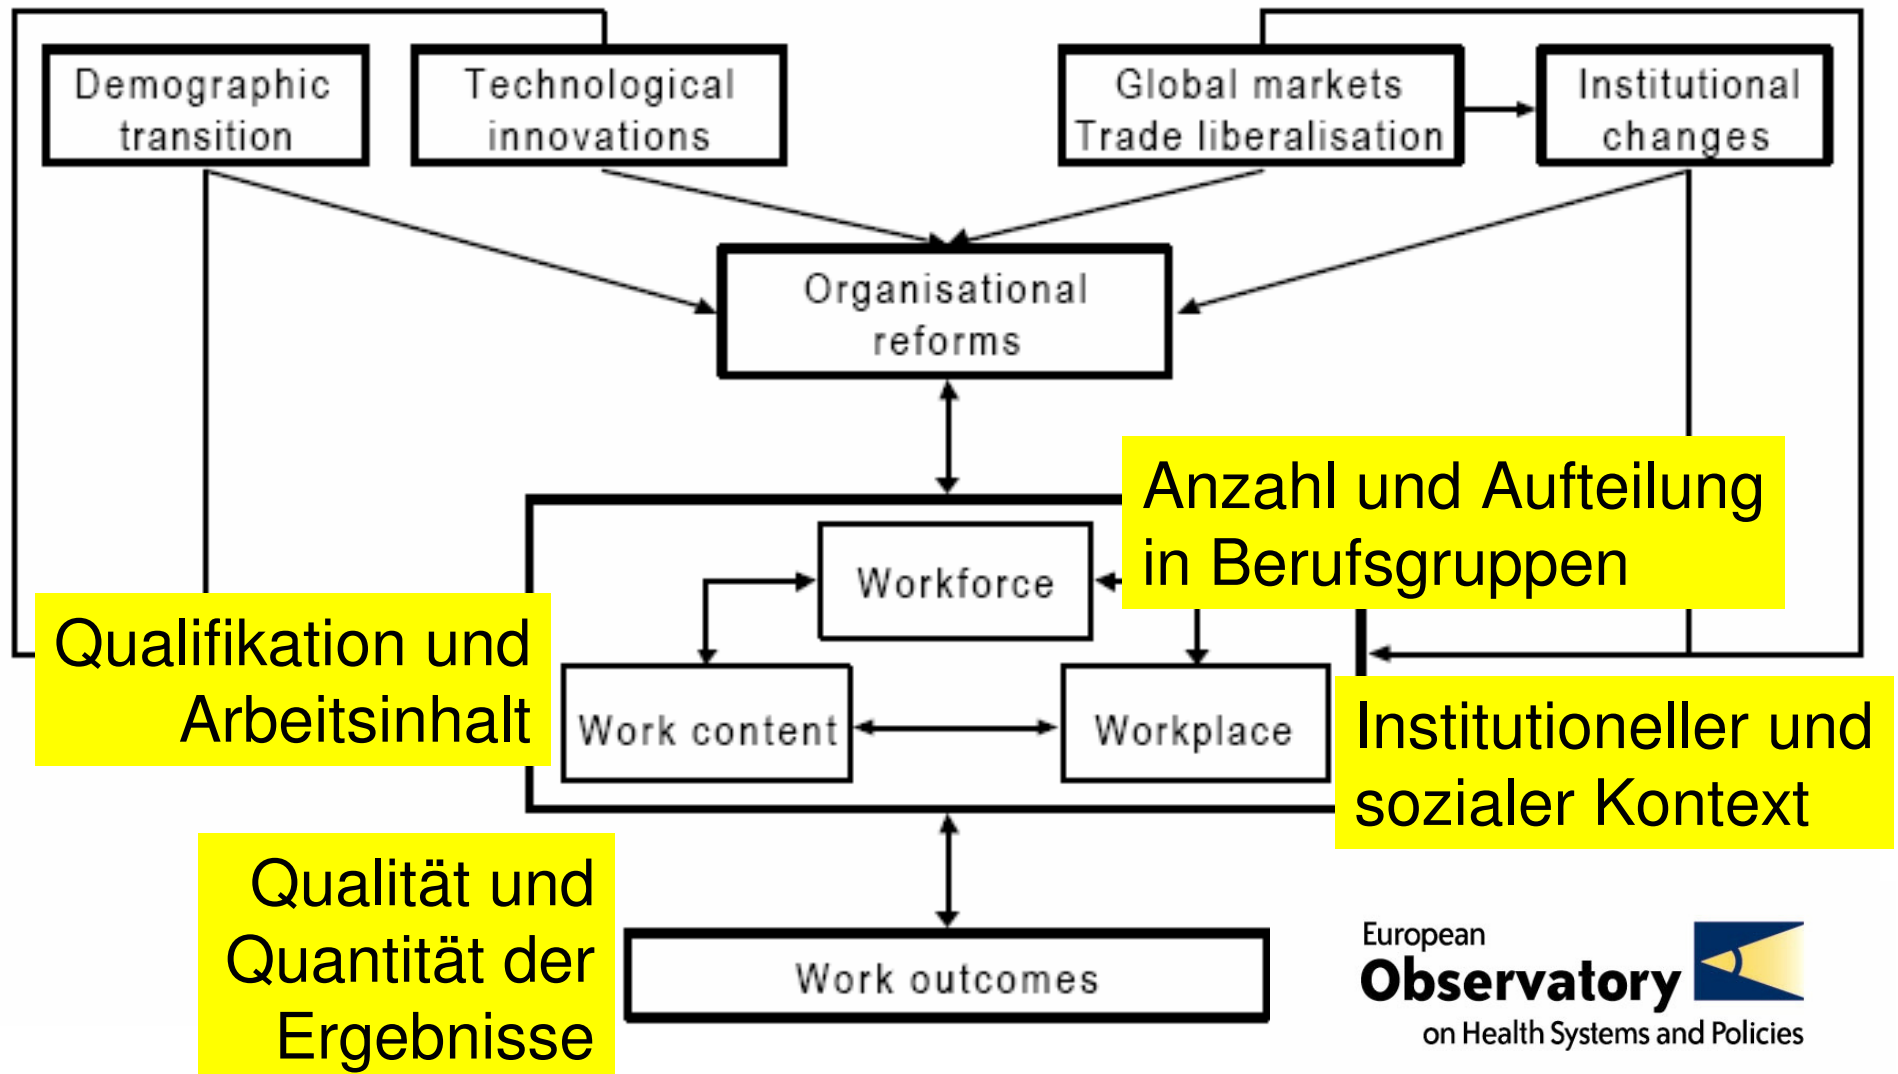 Demographic
transition
Technological
innovations
Global markets
Trade liberalisation
Institutional
changes
Organisational
reforms
Anzahl und Aufteilung
in Berufsgruppen
Workforce
Qualifikation und
Arbeitsinhalt
Work content
Workplace
Institutioneller und
sozialer Kontext
Qualität und
Quantität der
Ergebnisse
Work outcomes
European
Observatory
on Health Systems and Policies